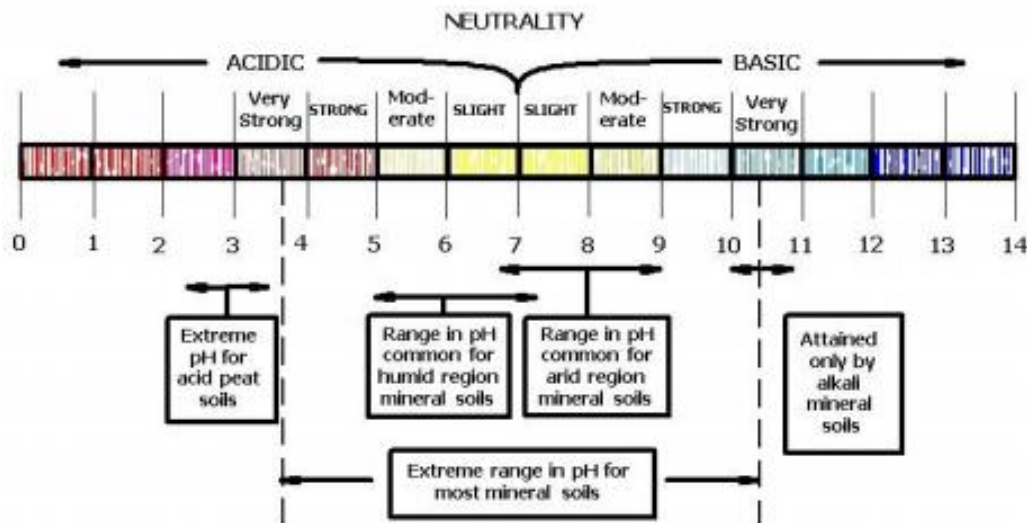 NEUTRALITY
ACIDIC
BASIC
Very
Strong
STRONG
Mod-
erate
SLIGHT
SLIGHT
Mod-
erate
STRONG
Very
Strong
0 1 2 3 4 5 6 7 8 9 10 11 12 13 14
Extreme
pH for
acid peat
soils
Range in pH
common for
humid region
mineral soils
Range in pH
common for
arid region
mineral soils
Attained
only by
alkali
mineral
soils
Extreme range in pH for
most mineral soils